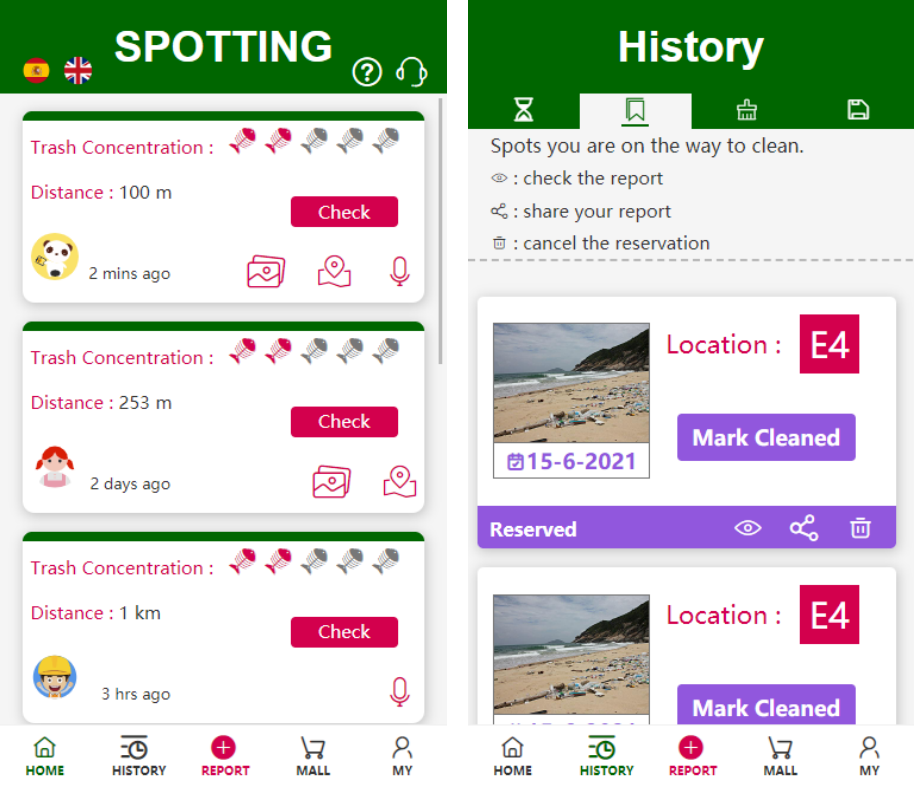 SPOTTING
Trash Concentration :
Distance : 100 m
Check
2 mins ago
Trash Concentration :
Distance : 253 m
Check
2 days ago
Trash Concentration :
Distance : 1 km
Check
3 hrs ago
HOME
HISTORY
REPORT
MALL
MY
History
Spots you are on the way to clean.
: check the report
: share your report
: cancel the reservation
Location :
E4
Mark Cleaned
15-6-2021
Reserved
Location :
E4
Mark Cleaned
HOME
HISTORY
REPORT
MALL
MY